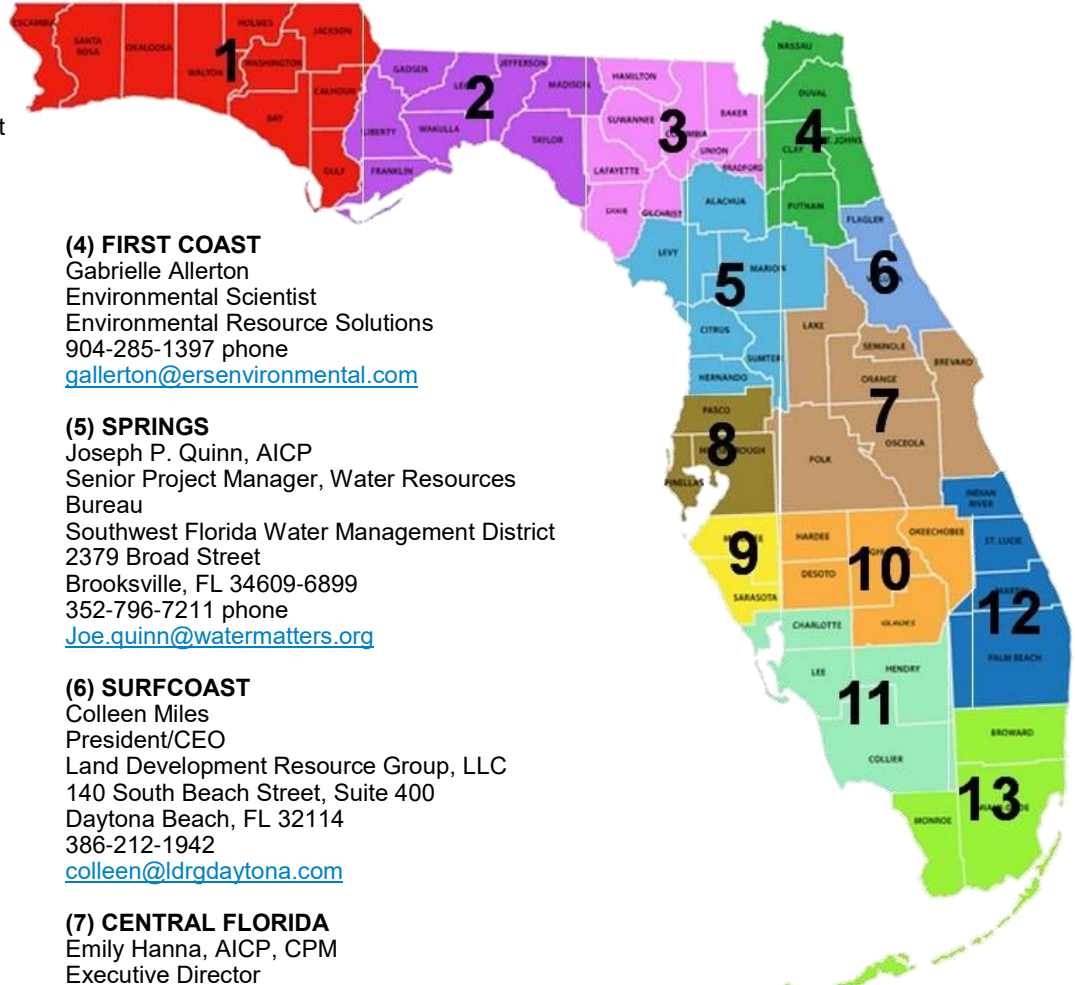 ESCAMBIA
SANTA
ROSA
OKALOOSA
WALTON
HOLMES
WASHINGTON
JACKSON
CALHOUN
BAY
GULF
1
GADSEN
LIBERTY
FRANKLIN
WAKULLA
JEFFERSON
MADISON
TAYLOR
2
HAMILTON
SUWANNEE
LAFAYETTE
DIXIE
GILCHRIST
UNION
BRADFORD
BAKER
3
NASSAU
DUVAL
CLAY
ST. JOHNS
PUTNAM
4
ALACHUA
LEVY
MARION
CITRUS
SUMTER
HERNANDO
5
FLAGLER
6
LAKE
SEMINOLE
ORANGE
BREVARD
OSCEOLA
POLK
7
PASCO
PINELLAS
8
SARASOTA
9
HARDEE
DESOTO
OKEECHOBEE
GLADES
10
CHARLOTTE
LEE
HENDRY
COLLIER
11
INDIAN
RIVER
ST. LUCIE
PALM BEACH
12
BROWARD
MONROE
13
t
(4) FIRST COAST
Gabrielle Allerton
Environmental Scientist
Environmental Resource Solutions
904-285-1397 phone
gallerton@ersenvironmental.com
(5) SPRINGS
Joseph P. Quinn, AICP
Senior Project Manager, Water Resources
Bureau
Southwest Florida Water Management District
2379 Broad Street
Brooksville, FL 34609-6899
352-796-7211 phone
Joe.quinn@watermatters.org
(6) SURFCOAST
Colleen Miles
President/CEO
Land Development Resource Group, LLC
140 South Beach Street, Suite 400
Daytona Beach, FL 32114
386-212-1942
colleen@ldrgdaytona.com
(7) CENTRAL FLORIDA
Emily Hanna, AICP, CPM
Executive Director